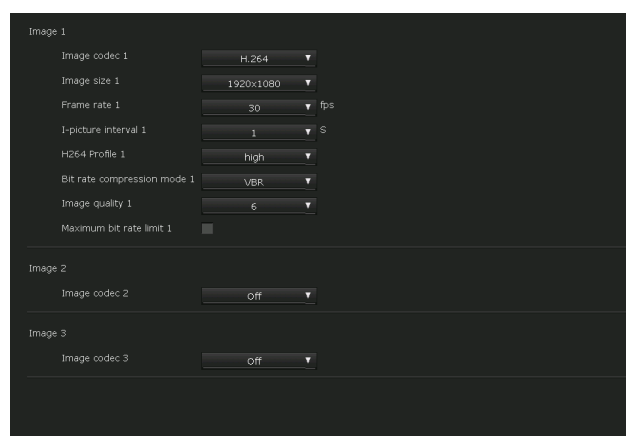 Image 1
Image codec 1 H.264
Image size 1 1920×1080
Frame rate 1 30 fps
I-picture interval 1 1 S
H264 Profile 1 high
Bit rate compression mode 1 VBR
Image quality 1 6
Maximum bit rate limit 1
Image 2
Image codec 2 Off
Image 3
Image codec 3 Off